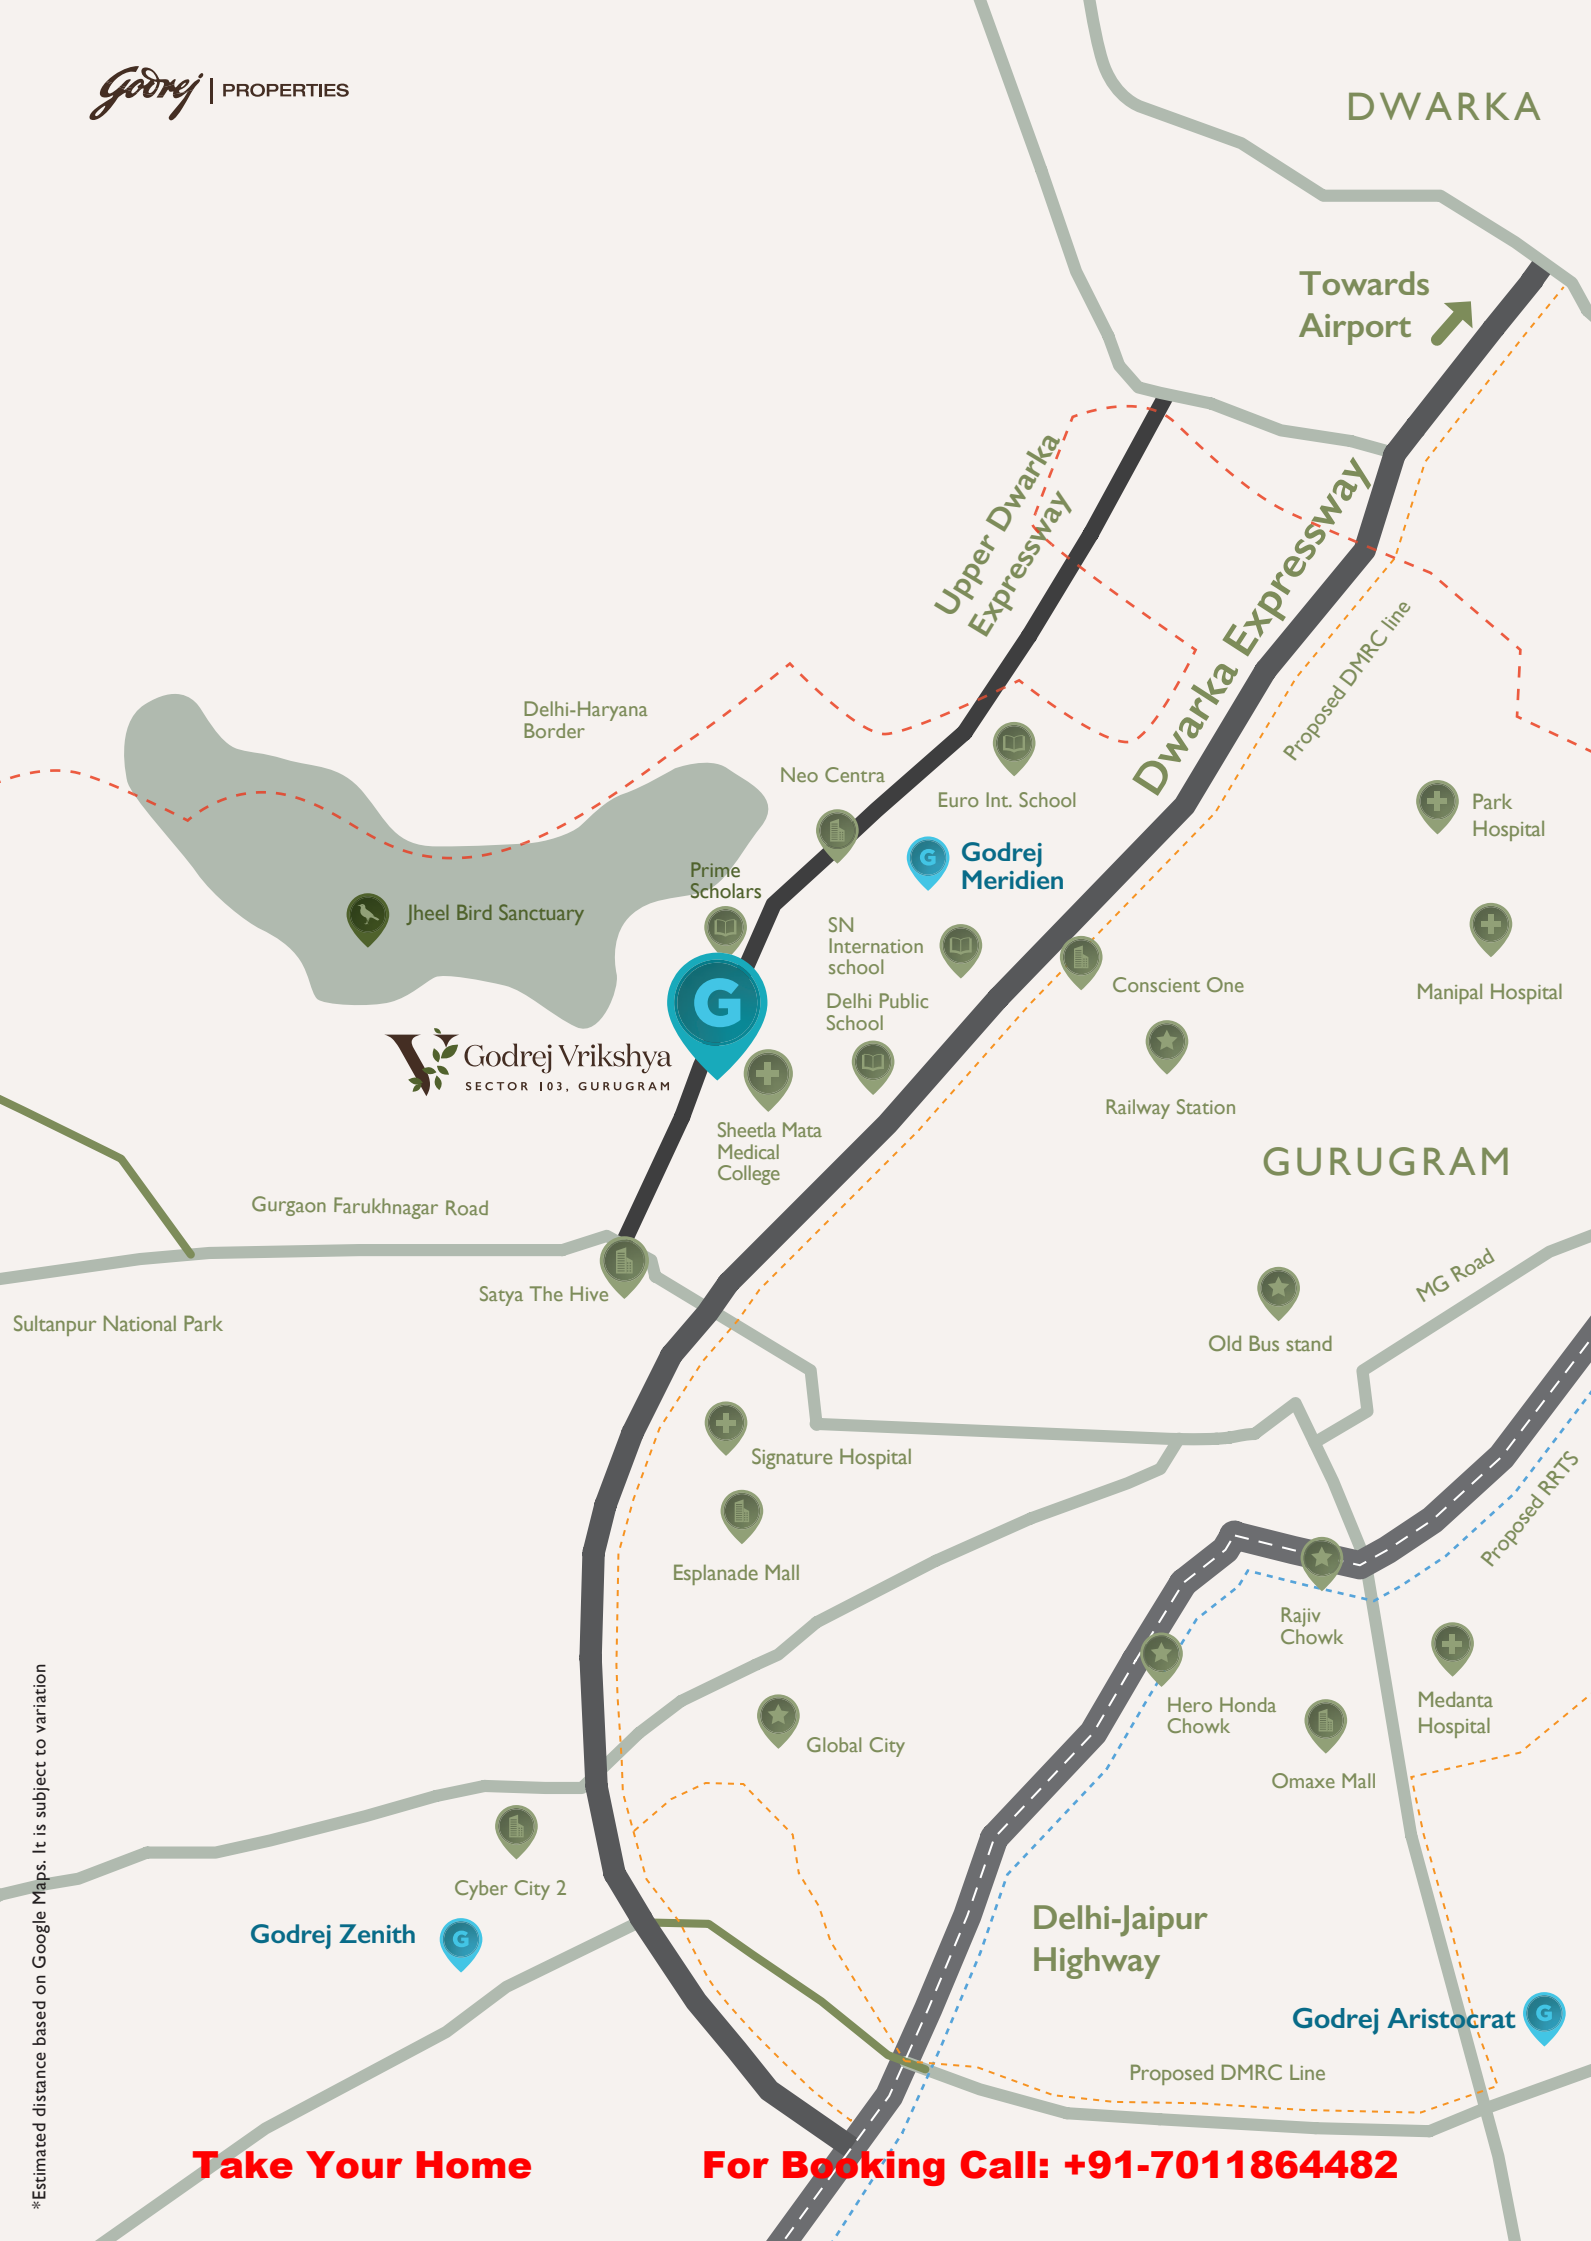 Godrej | PROPERTIES
DWARKA
Towards
Airport
Upper Dwarka
Expressway
Dwarka Expressway
Proposed DMRC line
Delhi-Haryana
Border
Neo Centra
Euro Int. School
Park
Hospital
Godrej
Meridien
Prime
Scholars
Jheel Bird Sanctuary
SN
Internation
school
Manipal Hospital
Conscient One
Delhi Public
School
G
Godrej Vrikshya
SECTOR 103, GURUGRAM
Railway Station
Sheetla Mata
Medical
College
GURUGRAM
Gurgaon Farukhnagar Road
MG Road
Satya The Hive
Sultanpur National Park
Old Bus stand
Signature Hospital
Proposed RRTS
Esplanade Mall
Rajiv
Chowk
Hero Honda
Chowk
Medanta
Hospital
Global City
Omaxe Mall
Cyber City 2
Godrej Zenith
G
Delhi-Jaipur
Highway
Godrej Aristocrat
G
Proposed DMRC Line
*Estimated distance based on Google Maps. It is subject to variation
Take Your Home
For Booking Call: +91-7011864482